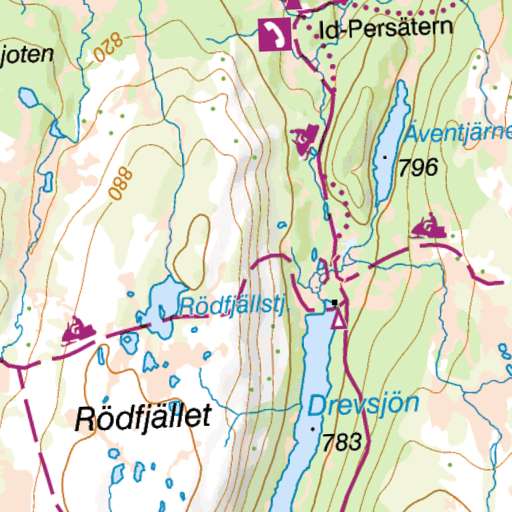 Id-Persätern
joten
820
Äventjärne
796
880
Rödfjällstj.
Rödfjället
Drevsjön
783